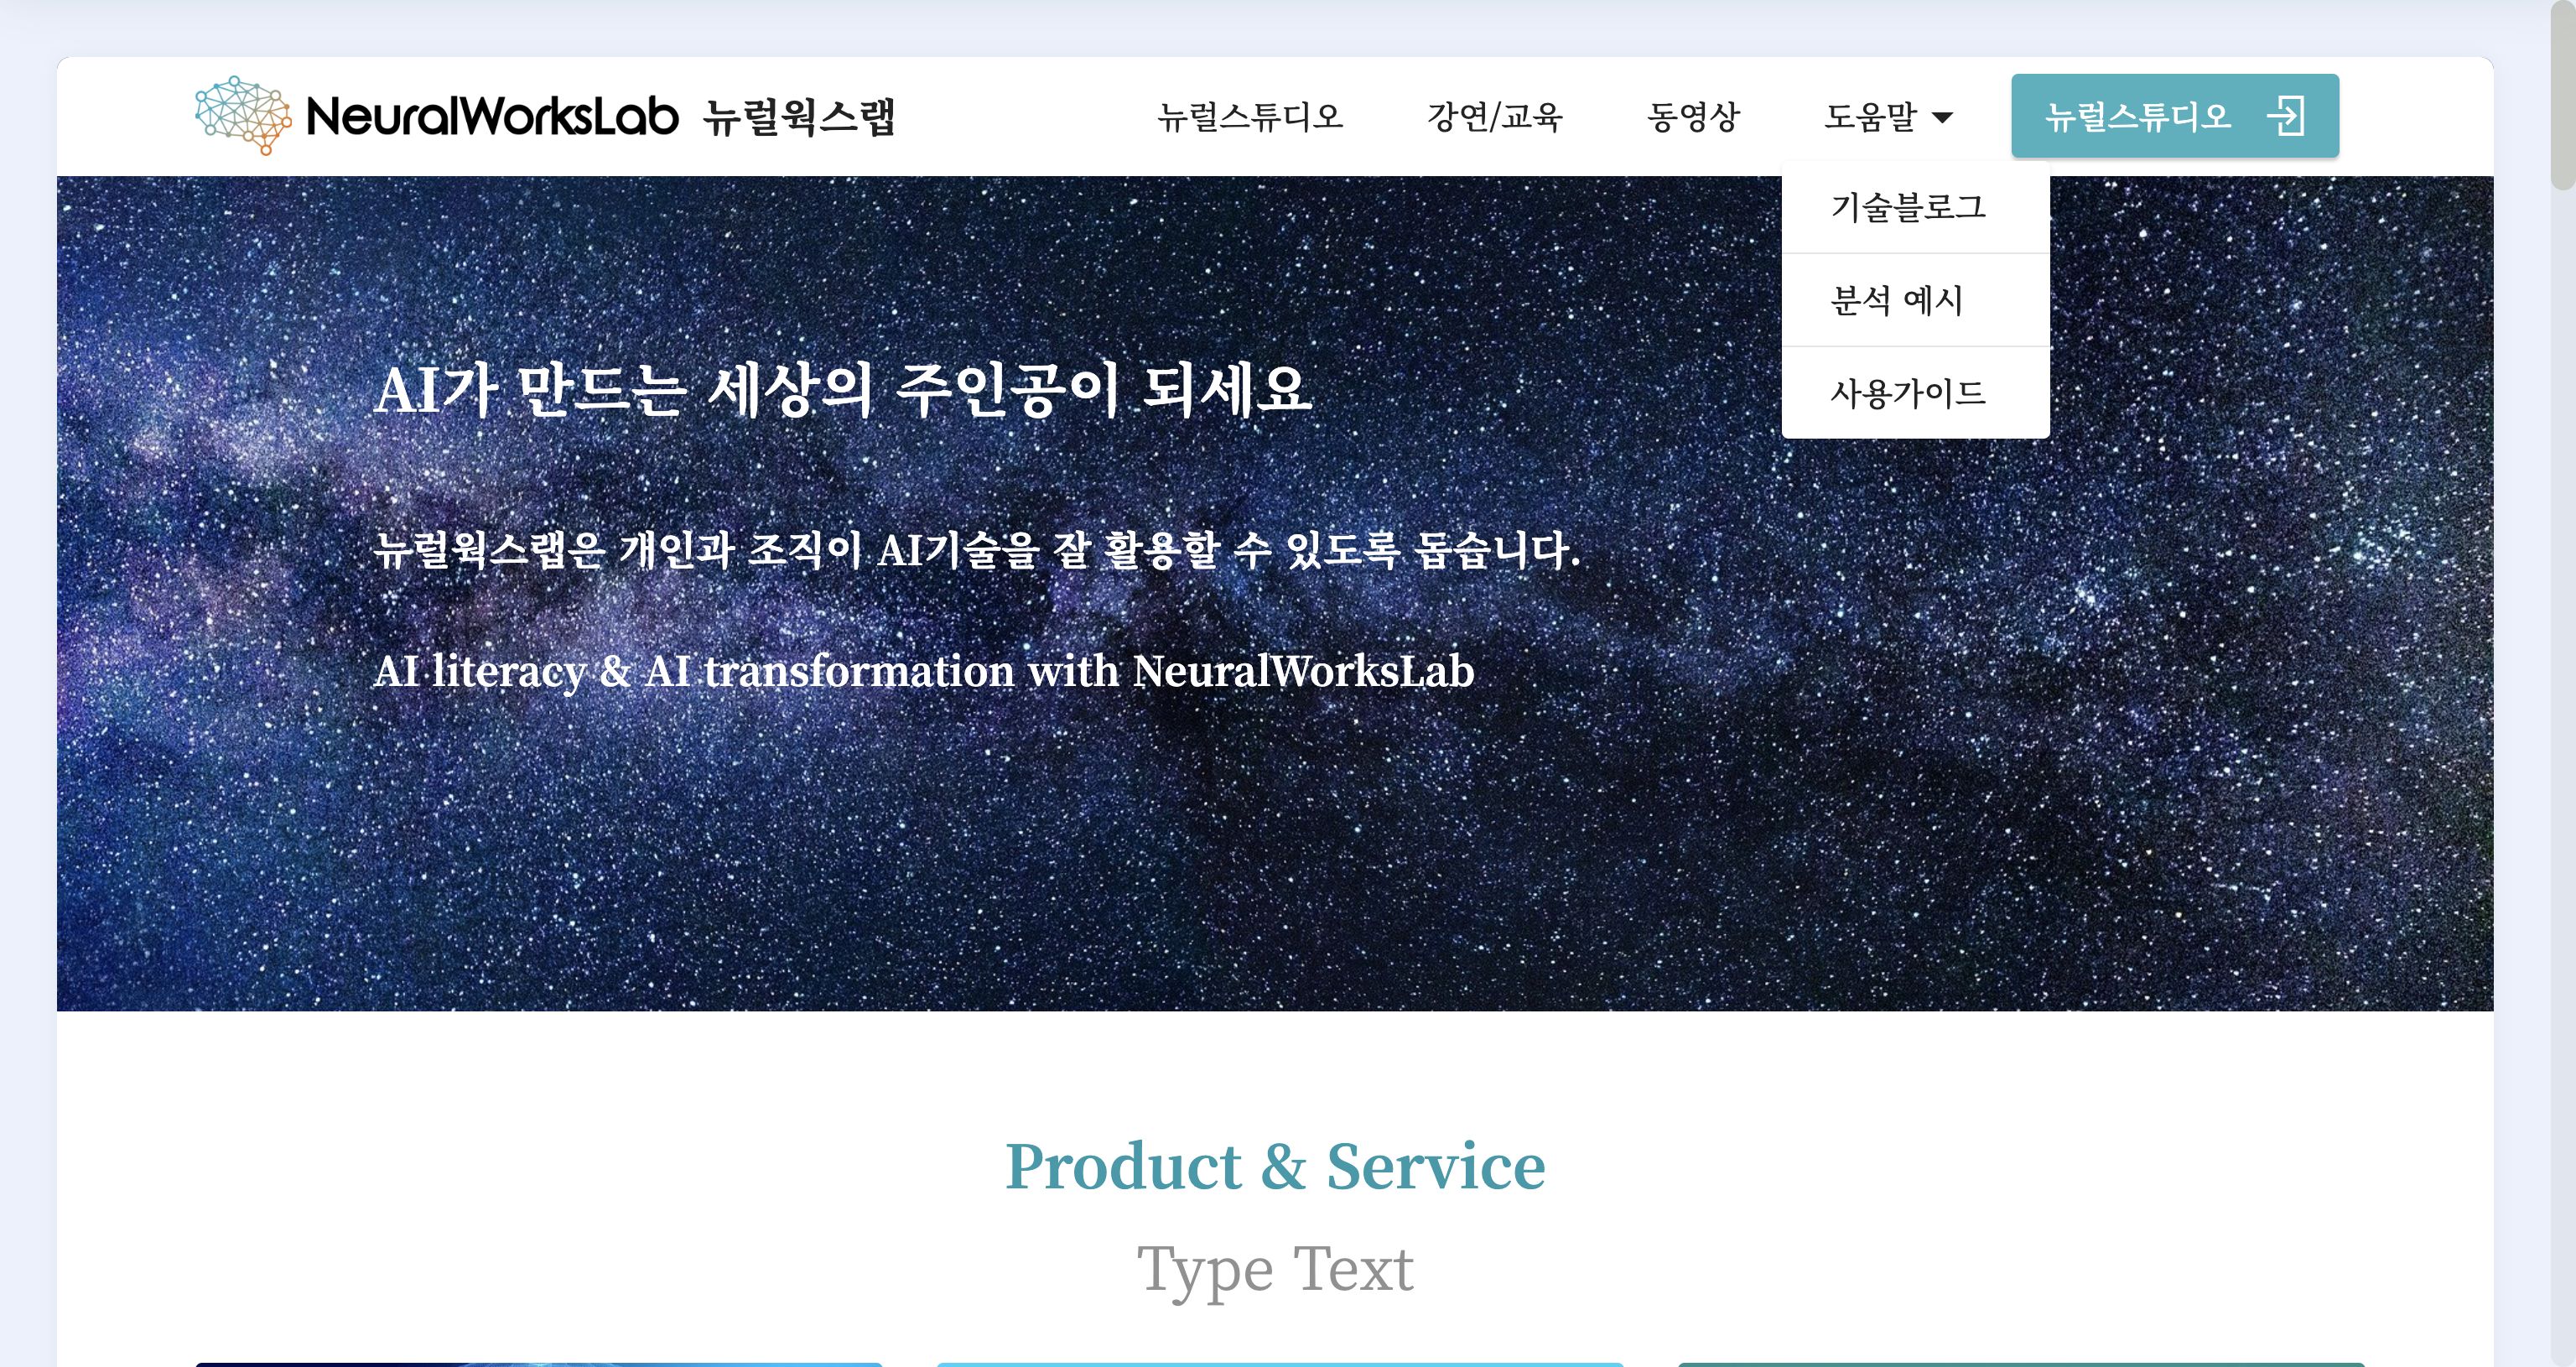 NeuralWorksLab 뉴럴웍스랩
뉴럴스튜디오
강연/교육
동영상
도움말
뉴럴스튜디오
기술블로그
분석 예시
사용가이드
AI가 만드는 세상의 주인공이 되세요
뉴럴웍스랩은 개인과 조직이 AI기술을 잘 활용할 수 있도록 돕습니다.
AI literacy & AI transformation with NeuralWorksLab
Product & Service
Type Text